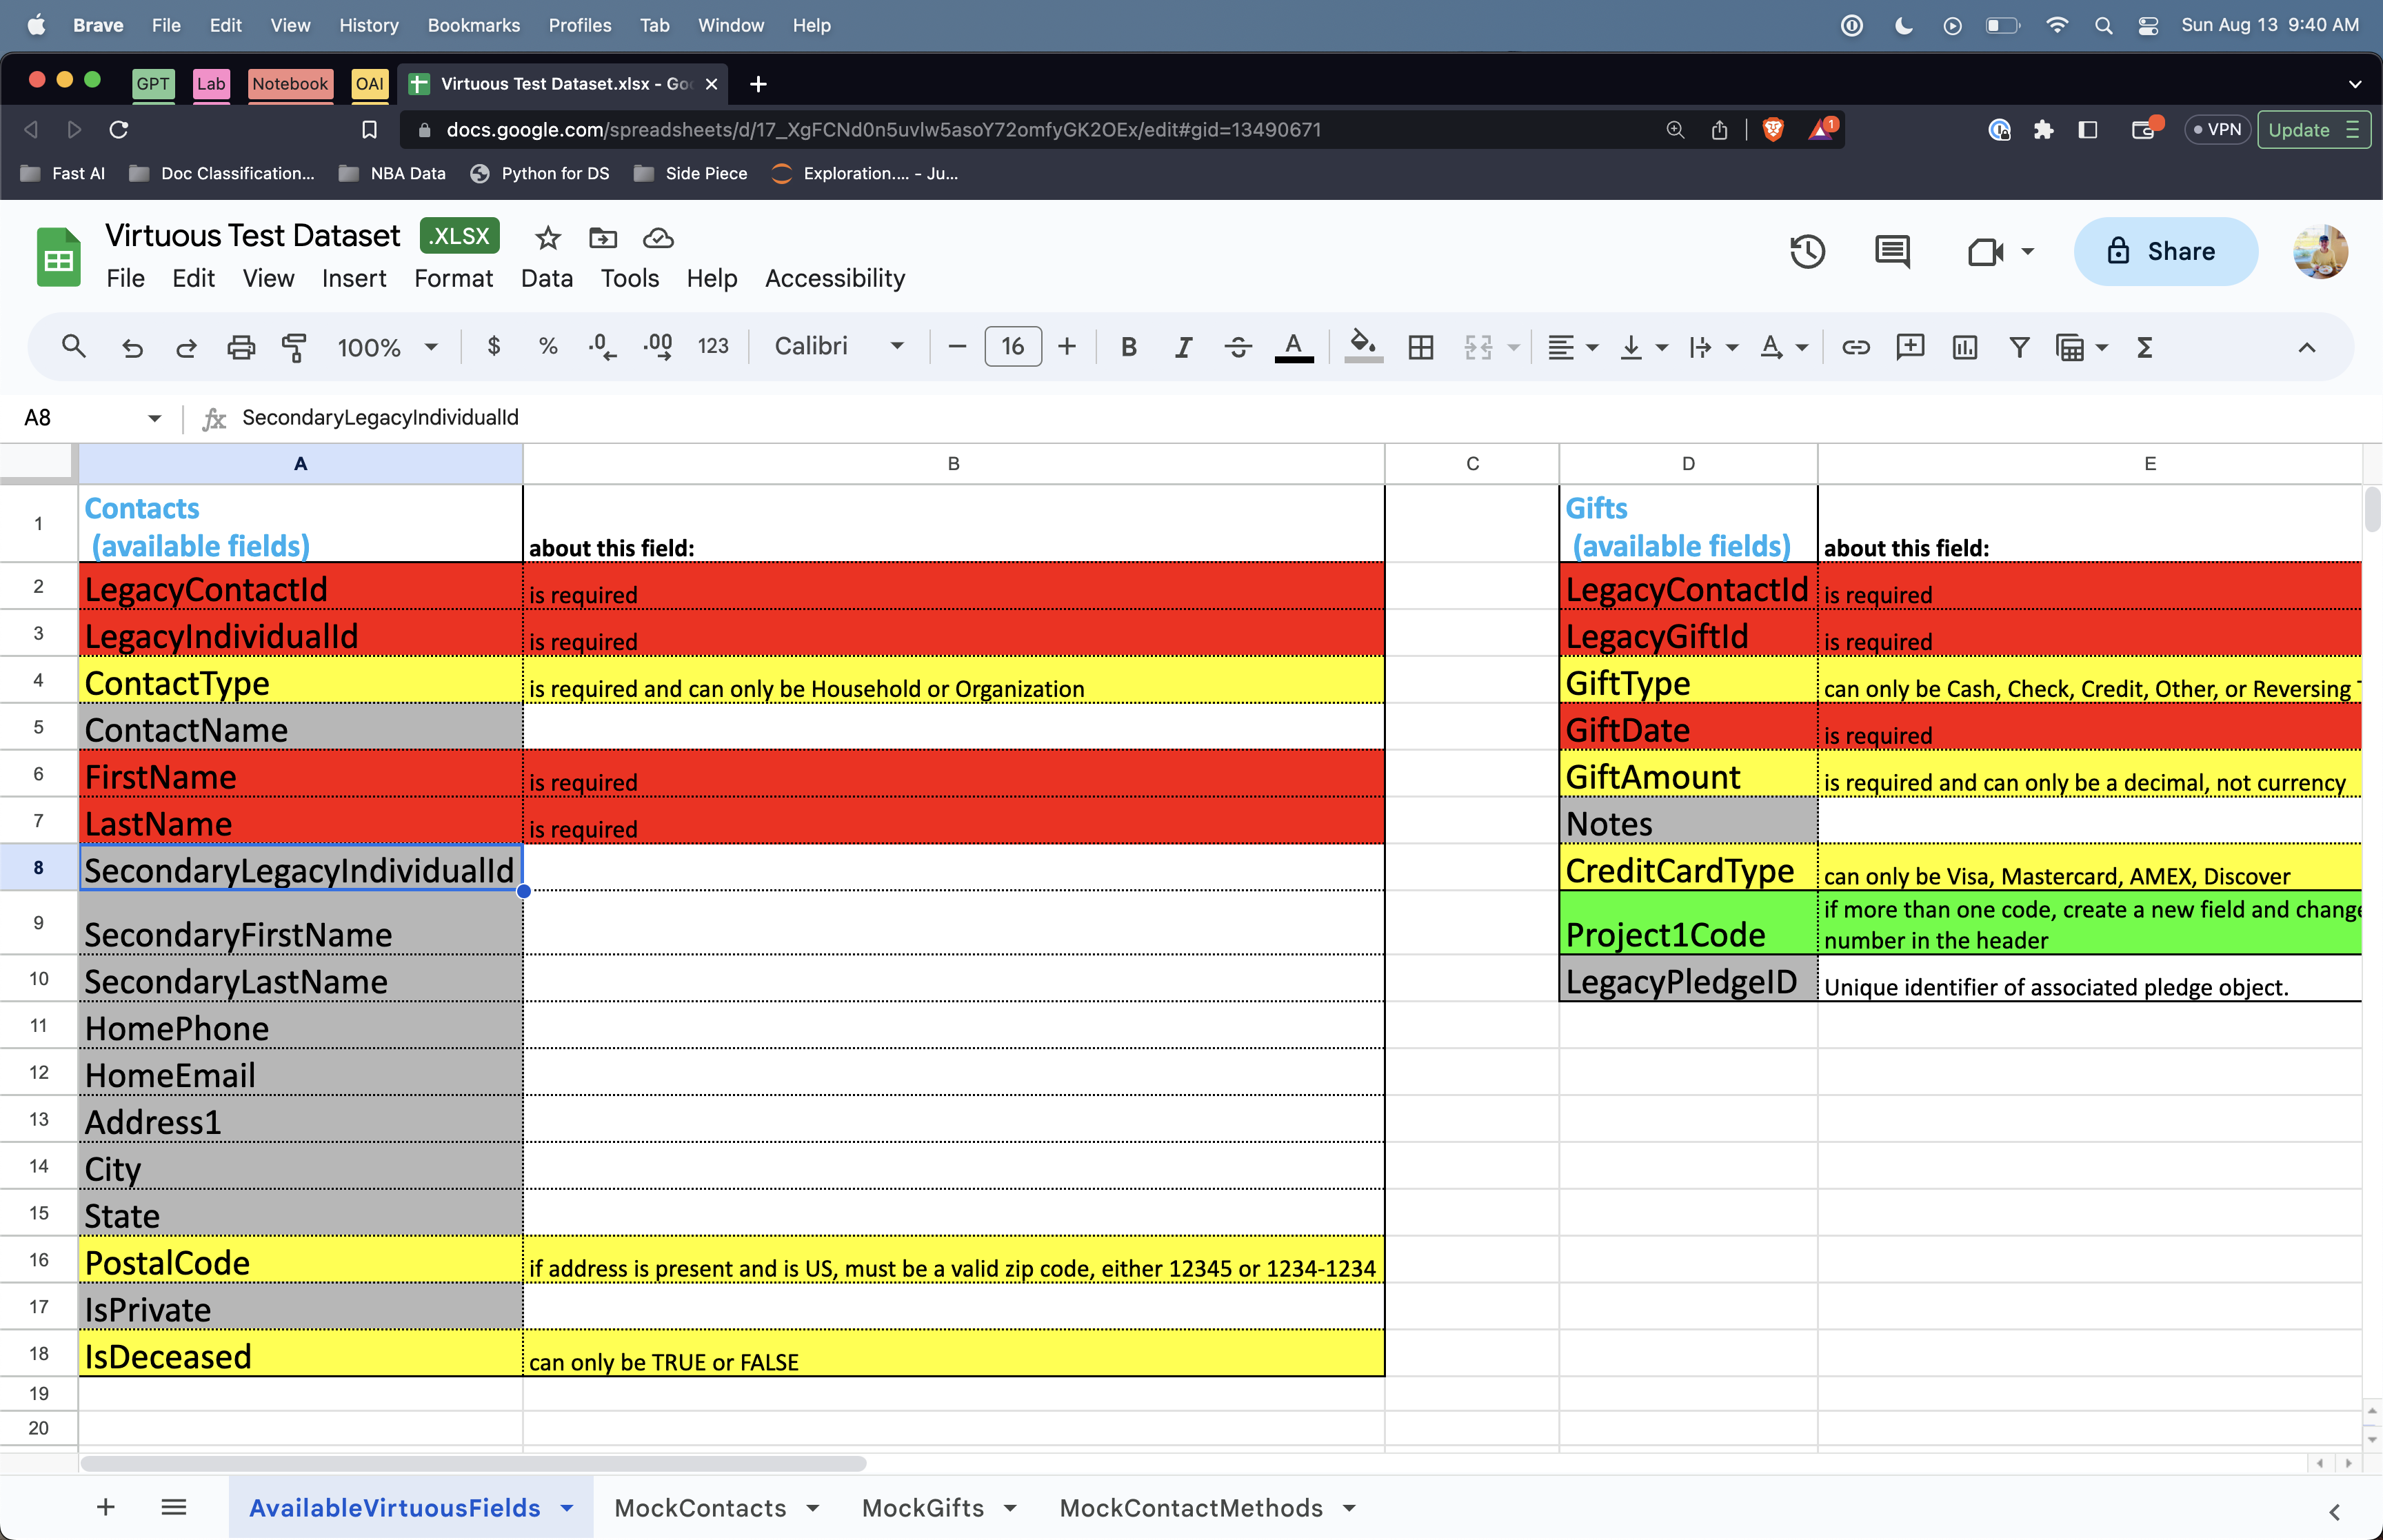 Brave File Edit View History Bookmarks Profiles Tab Window Help Sun Aug 13 9:40 AM
GPT Lab Notebook OAI Virtuous Test Dataset.xlsx - Goo
docs.google.com/spreadsheets/d/17_XgFCNd0n5uvlw5asoY72omfyGK2OEx/edit#gid=13490671 1 VPN Update
Fast AI Doc Classification... NBA Data Python for DS Side Piece Exploration.... - Ju...
Virtuous Test Dataset .XLSX
File Edit View Insert Format Data Tools Help Accessibility
Share
100% $ % .0 .00 123 Calibri 16 B I A
A8 fx SecondaryLegacyIndividualId
A B C D E
1 Contacts
(available fields) about this field: Gifts
(available fields) about this field:
2 LegacyContactId is required LegacyContactId is required
3 LegacyIndividualId is required LegacyGiftId is required
4 ContactType is required and can only be Household or Organization GiftType can only be Cash, Check, Credit, Other, or Reversing
5 ContactName GiftDate is required
6 FirstName is required GiftAmount is required and can only be a decimal, not currency
7 LastName is required Notes
8 SecondaryLegacyIndividualId CreditCardType can only be Visa, Mastercard, AMEX, Discover
9 SecondaryFirstName Project1Code if more than one code, create a new field and change
number in the header
10 SecondaryLastName LegacyPledgeID Unique identifier of associated pledge object.
11 HomePhone
12 HomeEmail
13 Address1
14 City
15 State
16 PostalCode if address is present and is US, must be a valid zip code, either 12345 or 1234-1234
17 IsPrivate
18 IsDeceased can only be TRUE or FALSE
19
20
AvailableVirtuousFields MockContacts MockGifts MockContactMethods